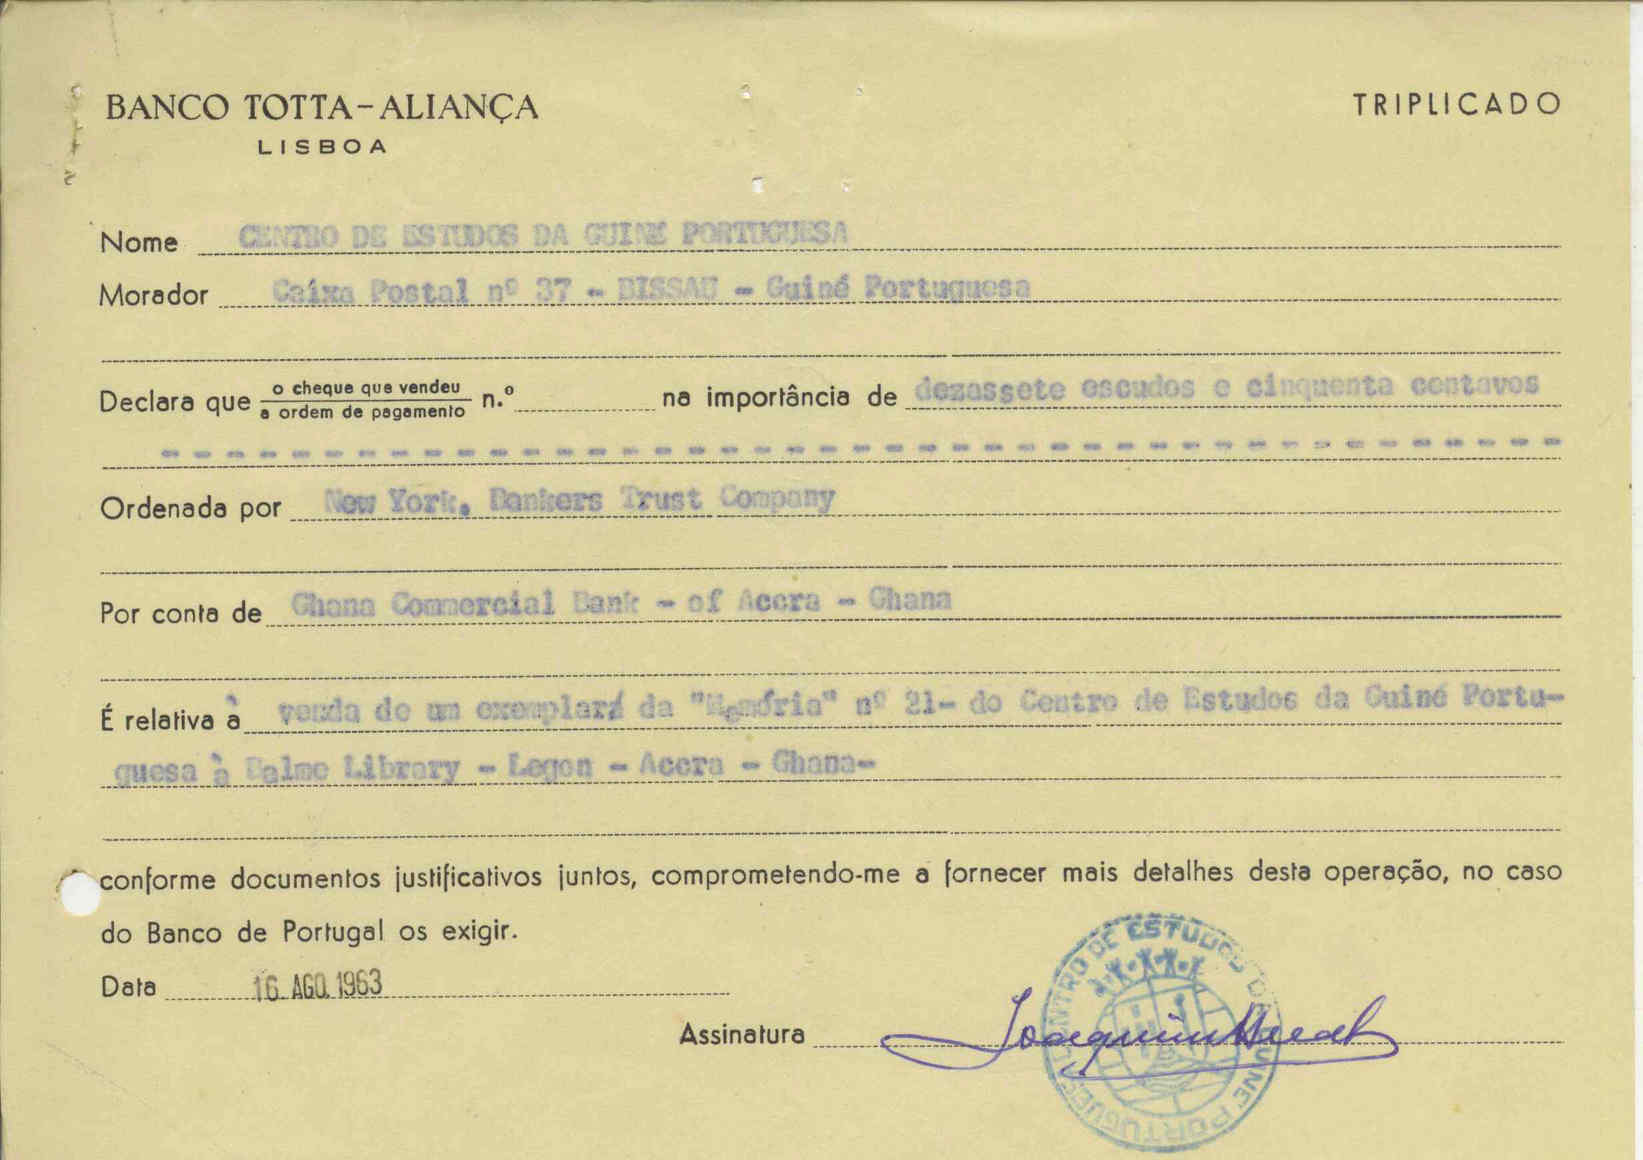 BANCO TOTTA-ALIANÇA
LISBOA
TRIPLICADO
Nome CENTRO DE ESTUDOS DA GUINÉ PORTUGUESA
Morador Caixa Postal nº 37 - BISSAU - Guiné Portuguesa
Declara que o cheque que vendeu
a ordem de pagamento n.º na importância de dezassete escudos e cinquenta centavos
Ordenada por New York, Bankers Trust Company
Por conta de Ghana Commercial Bank - of Accra - Ghana
É relativa à venda de um exemplar da "Memória" nº 21- do Centro de Estudos da Guiné Portu-
guesa à Balme Library - Legon - Accra - Ghana-
conforme documentos justificativos juntos, comprometendo-me a fornecer mais detalhes desta operação, no caso
do Banco de Portugal os exigir.
Data 16 AGO. 1963
Assinatura Joaquim
CENTRO DE ESTUDOS DA GUINÉ PORTUGUESA